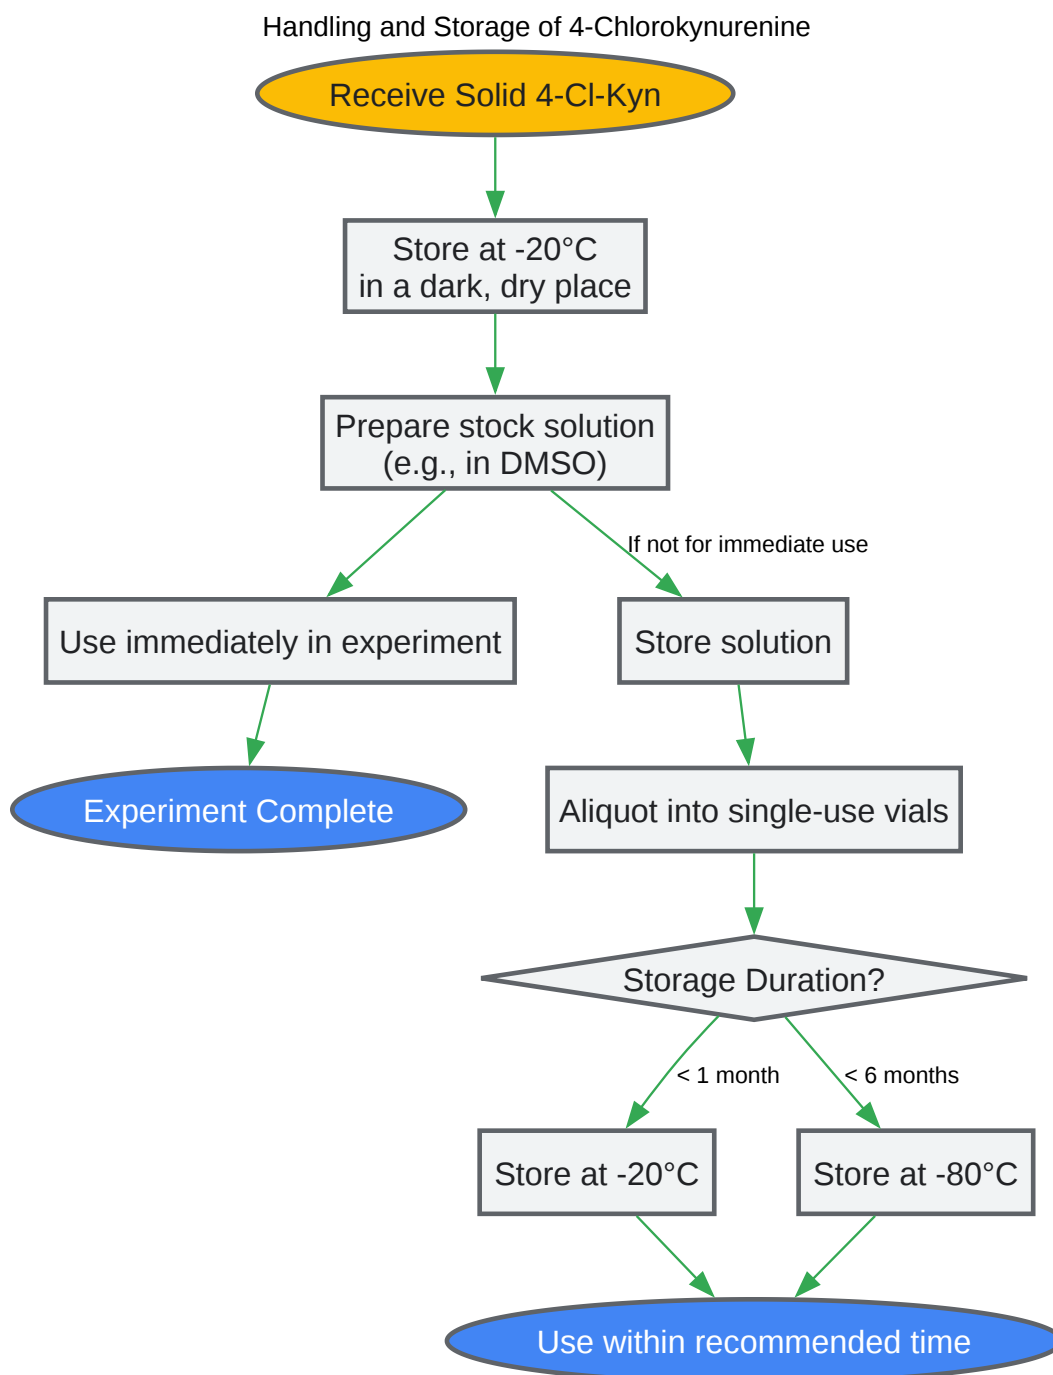 Handling and Storage of 4-Chlorokynurenine
Receive Solid 4-Cl-Kyn
Store at -20°C
in a dark, dry place
Prepare stock solution
(e.g., in DMSO)
If not for immediate use
Use immediately in experiment
Store solution
Experiment Complete
Aliquot into single-use vials
Storage Duration?
< 1 month
< 6 months
Store at -20°C
Store at -80°C
Use within recommended time